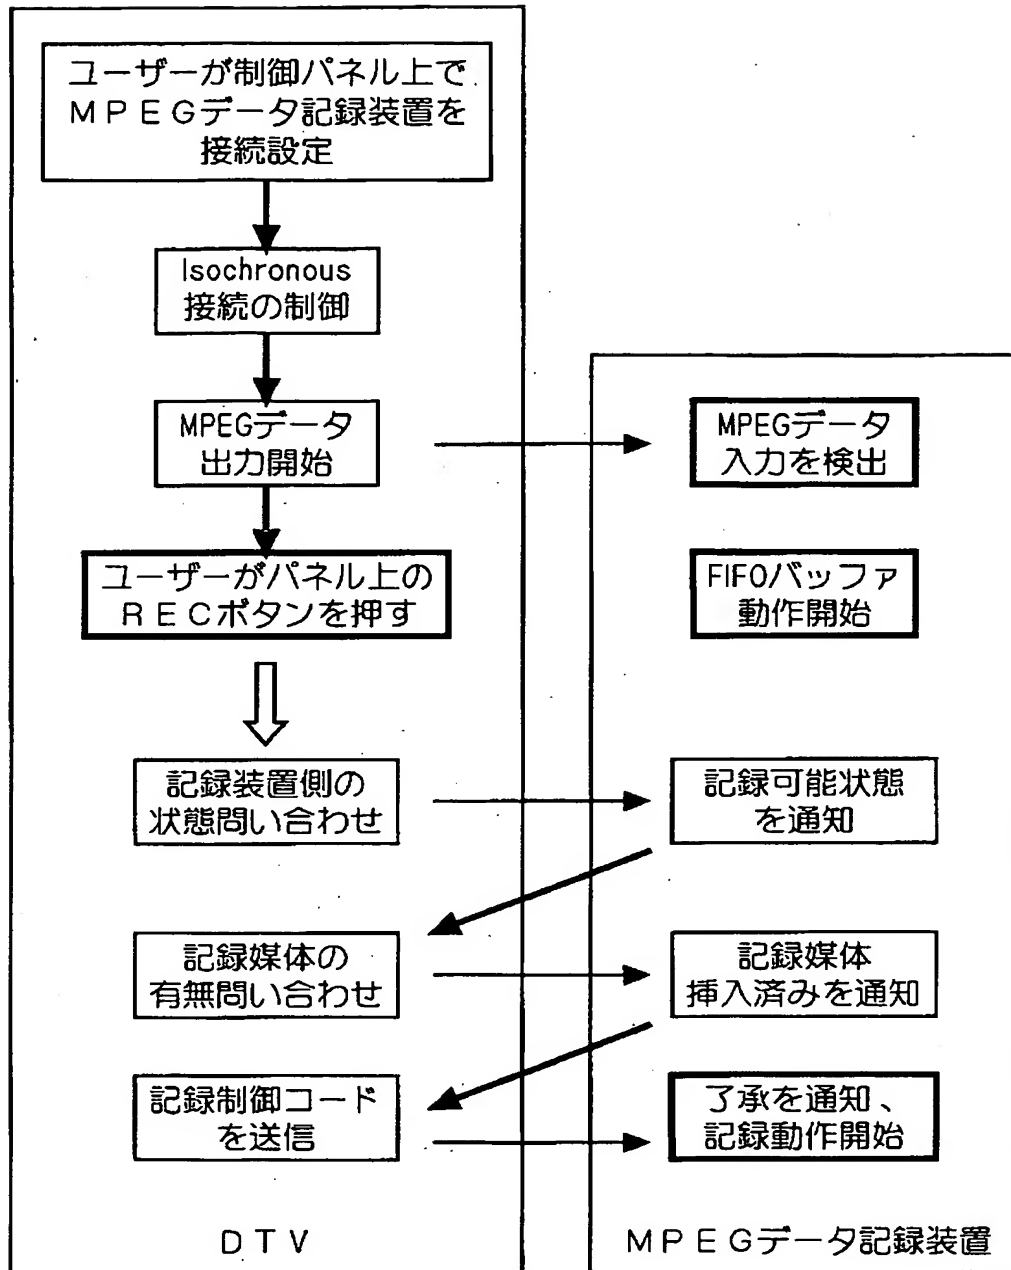 ユーザーが制御パネル上で
ＭＰＥＧデータ記録装置を
接続設定
Isochronous
接続の制御
MPEGデータ
出力開始
MPEGデータ
入力を検出
ユーザーがパネル上の
ＲＥＣボタンを押す
FIFOバッファ
動作開始
記録装置側の
状態問い合わせ
記録可能状態
を通知
記録媒体の
有無問い合わせ
記録媒体
挿入済みを通知
記録制御コード
を送信
了承を通知、
記録動作開始
ＤＴＶ
ＭＰＥＧデータ記録装置